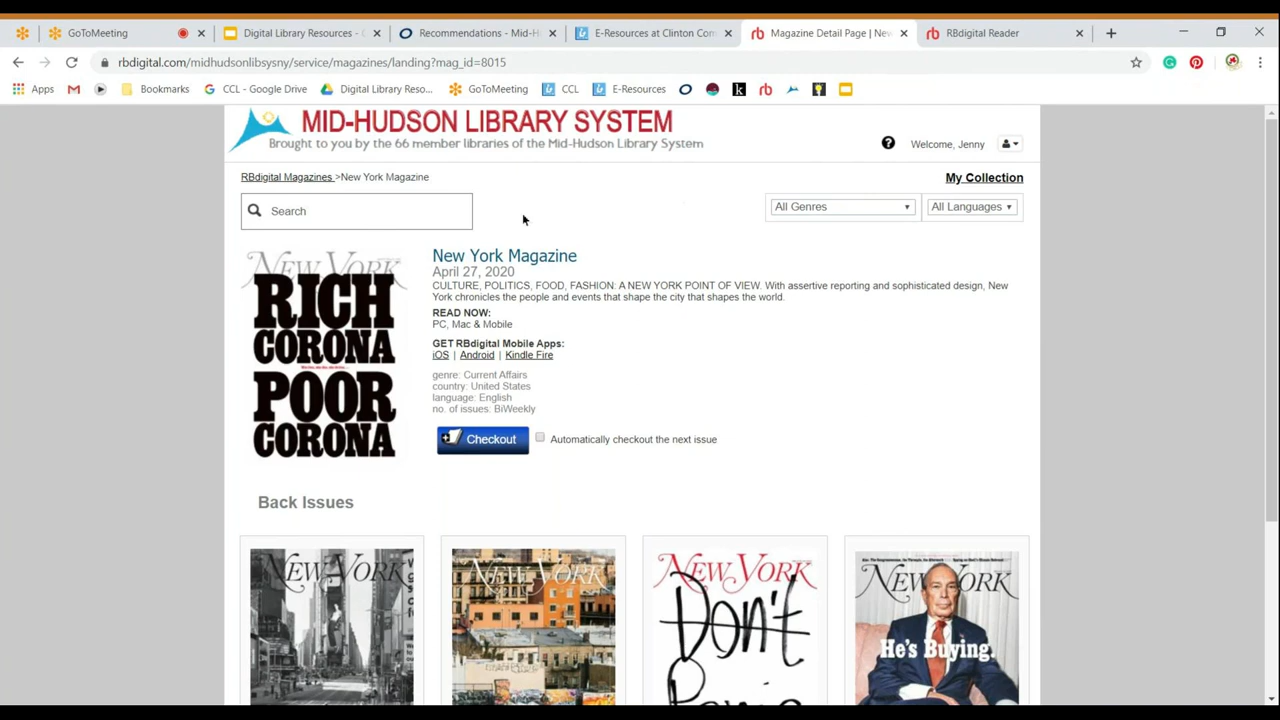 GoToMeeting
Digital Library Resources - G
Recommendations - Mid-H
E-Resources at Clinton Com
Magazine Detail Page | New
RBdigital Reader
rbdigital.com/midhudsonlibsysny/service/magazines/landing?mag_id=8015
Apps
Bookmarks
CCL - Google Drive
Digital Library Reso...
GoToMeeting
CCL
E-Resources
MID-HUDSON LIBRARY SYSTEM
Brought to you by the 66 member libraries of the Mid-Hudson Library System
Welcome, Jenny
RBdigital Magazines >New York Magazine
My Collection
Search
All Genres
All Languages
NEW YORK
RICH
CORONA
POOR
CORONA
New York Magazine
April 27, 2020
CULTURE, POLITICS, FOOD, FASHION: A NEW YORK POINT OF VIEW. With assertive reporting and sophisticated design, New
York chronicles the people and events that shape the city that shapes the world.
READ NOW:
PC, Mac & Mobile
GET RBdigital Mobile Apps:
iOS | Android | Kindle Fire
genre: Current Affairs
country: United States
language: English
no. of issues: BiWeekly
Checkout
Automatically checkout the next issue
Back Issues
NEW YORK
NEW YORK
NEW YORK
Don't
Panic
NEW YORK
He's Buying.